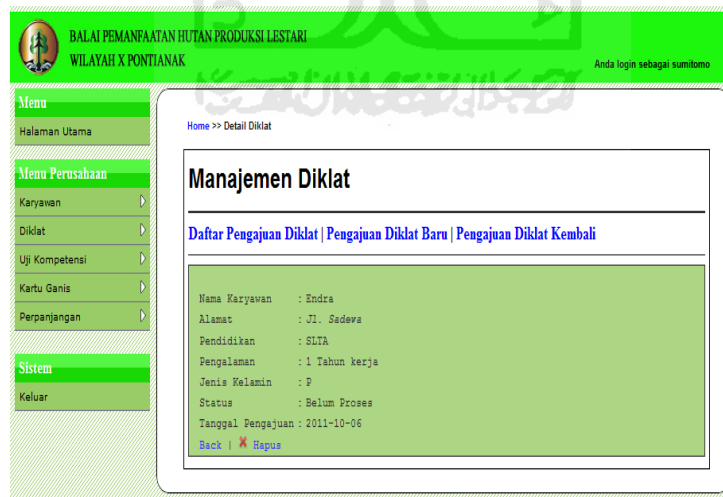 BALAI PEMANFAATAN HUTAN PRODUKSI LESTARI
WILAYAH X PONTIANAK
Anda login sebagai sumitomo
Menu
Halaman Utama
Menu Perusahaan
Karyawan
Diklat
Uji Kompetensi
Kartu Ganis
Perpanjangan
Sistem
Keluar
Home >> Detail Diklat
Manajemen Diklat
Daftar Pengajuan Diklat | Pengajuan Diklat Baru | Pengajuan Diklat Kembali
Nama Karyawan : Endra
Alamat : Jl. Sadewa
Pendidikan : SLTA
Pengalaman : 1 Tahun kerja
Jenis Kelamin : P
Status : Belum Proses
Tanggal Pengajuan : 2011-10-06
Back | Hapus